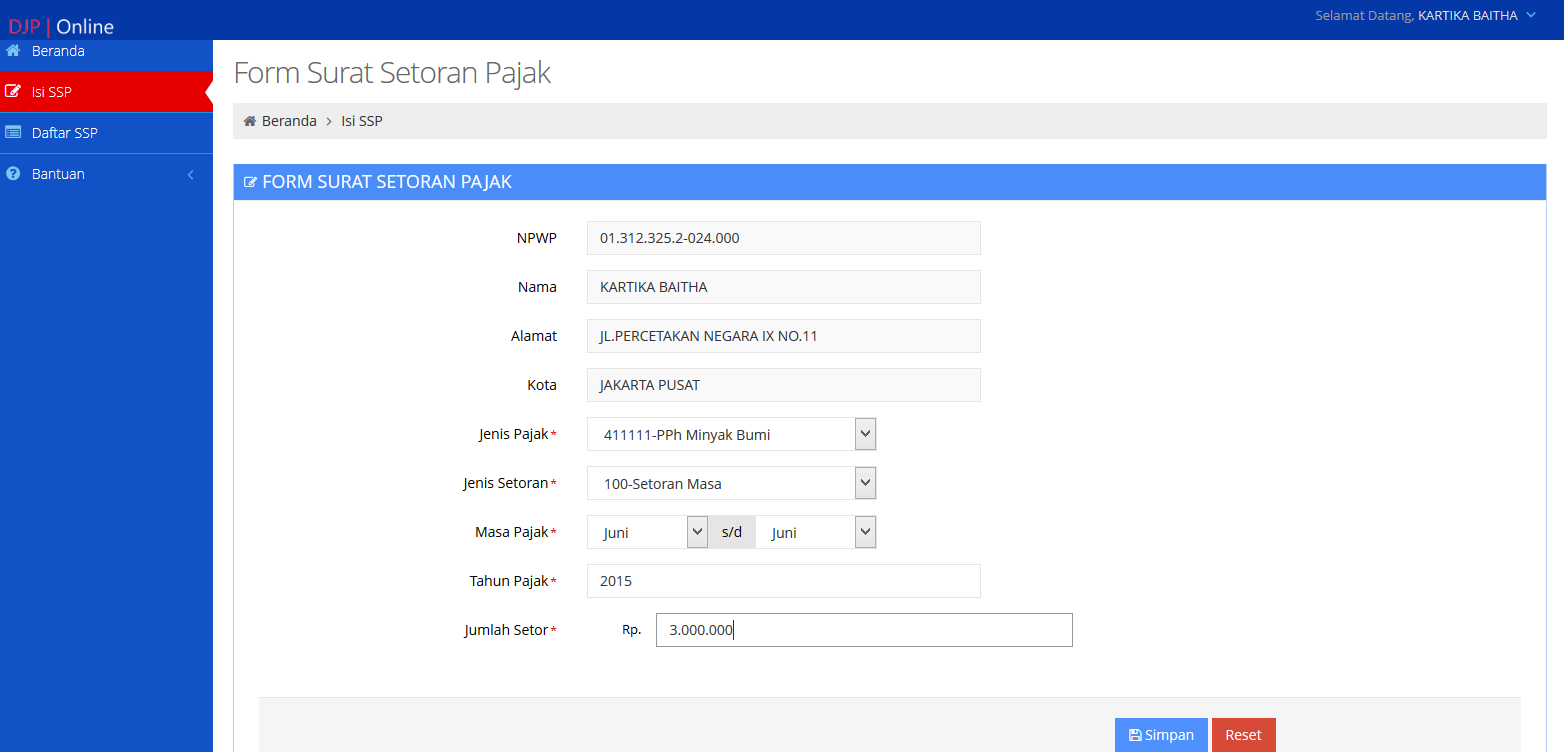 DJP | Online
Selamat Datang, KARTIKA BAITHA
Beranda
Isi SSP
Daftar SSP
Bantuan
Form Surat Setoran Pajak
Beranda > Isi SSP
FORM SURAT SETORAN PAJAK
NPWP 01.312.325.2-024.000
Nama KARTIKA BAITHA
Alamat JL.PERCETAKAN NEGARA IX NO.11
Kota JAKARTA PUSAT
Jenis Pajak* 411111-PPh Minyak Bumi
Jenis Setoran* 100-Setoran Masa
Masa Pajak* Juni s/d Juni
Tahun Pajak* 2015
Jumlah Setor* Rp. 3.000.000
Simpan Reset